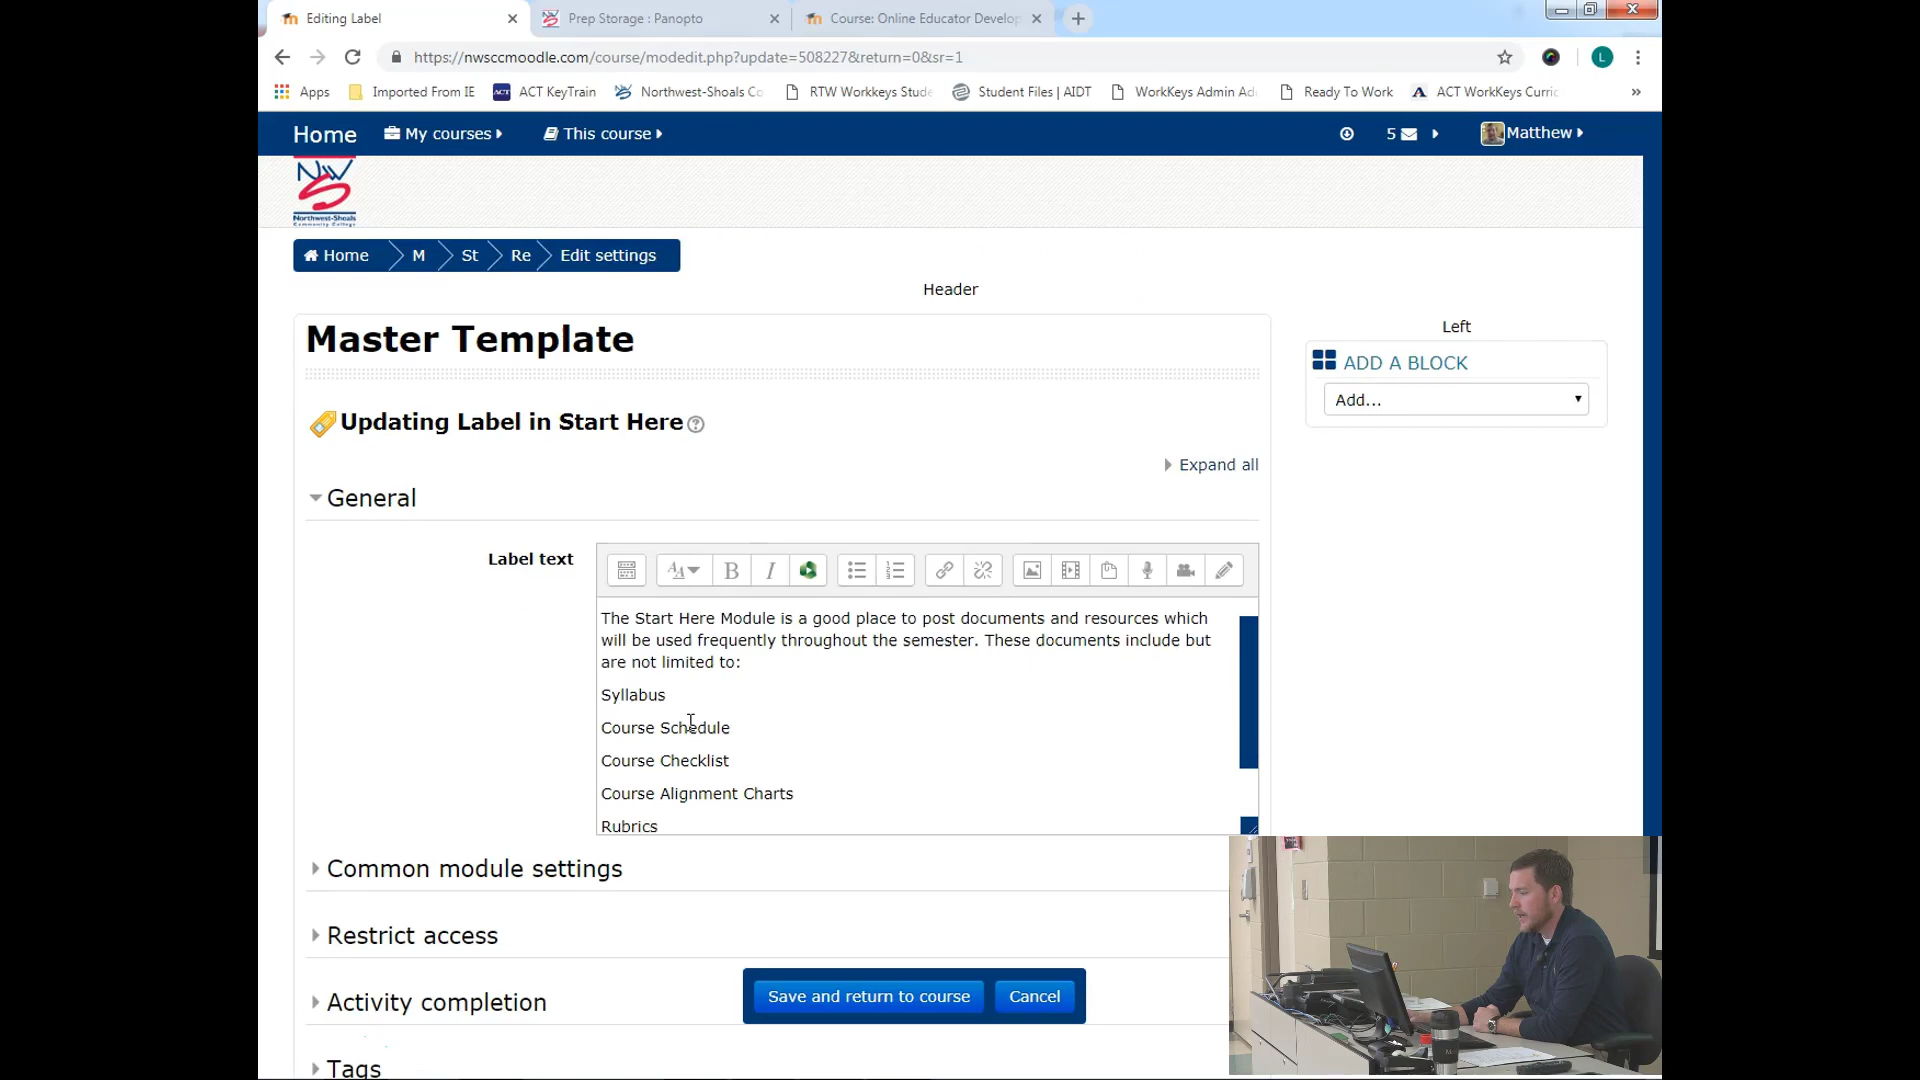 Editing Label
Prep Storage : Panopto
Course: Online Educator Develop
https://nwsccmoodle.com/course/modedit.php?update=508227&return=0&sr=1
L
Apps
Imported From IE
ACT
ACT KeyTrain
Northwest-Shoals Co
RTW Workkeys Stude
Student Files | AIDT
WorkKeys Admin Ad
Ready To Work
ACT WorkKeys Curric
»
Home
My courses
This course
5
Matthew
NW
S
Northwest-Shoals
Community College
Home
M
St
Re
Edit settings
Header
Master Template
Left
ADD A BLOCK
Add...
Updating Label in Start Here
Expand all
General
Label text
The Start Here Module is a good place to post documents and resources which
will be used frequently throughout the semester. These documents include but
are not limited to:
Syllabus
Course Schedule
Course Checklist
Course Alignment Charts
Rubrics
Common module settings
Restrict access
Activity completion
Tags
Save and return to course
Cancel